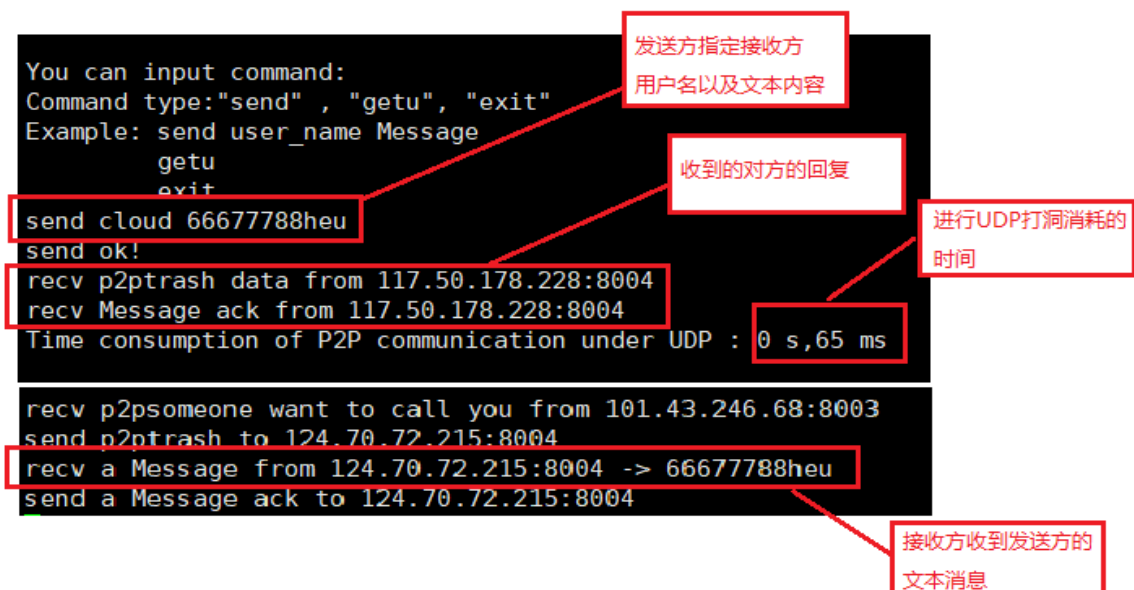 发送方指定接收方
用户名以及文本内容
You can input command:
Command type:"send" , "getu", "exit"
Example: send user_name Message
getu
exit
收到的对方的回复
send cloud 66677788heu
send ok!
进行UDP打洞消耗的
时间
recv p2ptrash data from 117.50.178.228:8004
recv Message ack from 117.50.178.228:8004
Time consumption of P2P communication under UDP : 0 s,65 ms
recv p2psomeone want to call you from 101.43.246.68:8003
send p2ptrash to 124.70.72.215:8004
recv a Message from 124.70.72.215:8004 -> 66677788heu
send a Message ack to 124.70.72.215:8004
接收方收到发送方的
文本消息